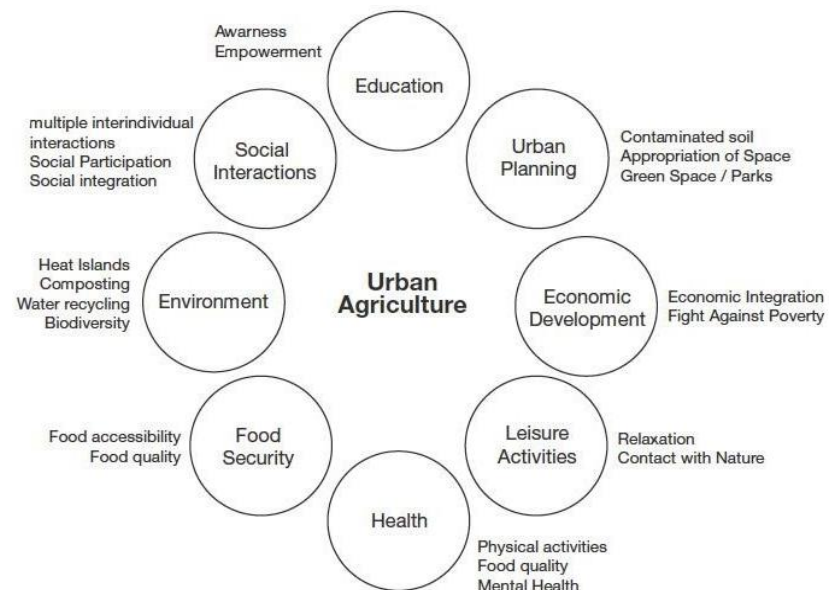 Awarness
Empowerment
Education
multiple interindividual
interactions
Social Participation
Social integration
Social
Interactions
Urban
Planning
Contaminated soil
Appropriation of Space
Green Space / Parks
Heat Islands
Composting
Water recycling
Biodiversity
Environment
Urban
Agriculture
Economic
Development
Economic Integration
Fight Against Poverty
Food accessibility
Food quality
Food
Security
Leisure
Activities
Relaxation
Contact with Nature
Health
Physical activities
Food quality
Mental Health